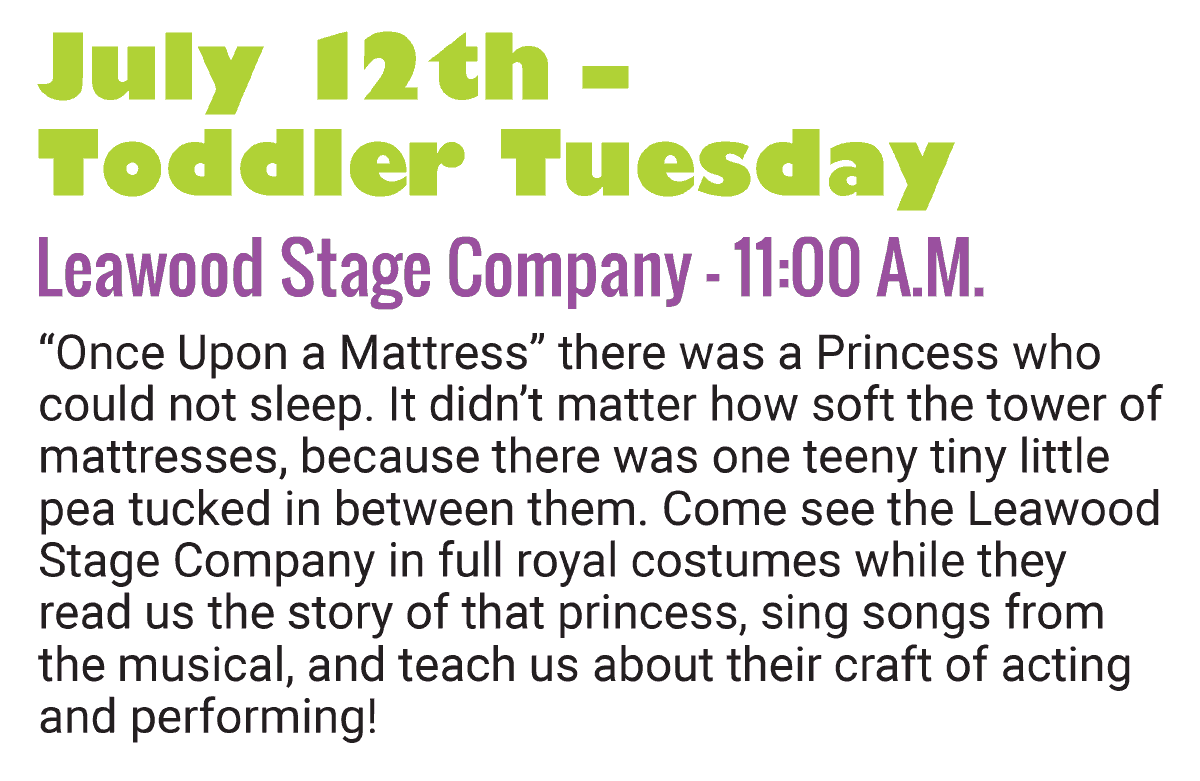 July 12th –
Toddler Tuesday
Leawood Stage Company - 11:00 A.M.
“Once Upon a Mattress” there was a Princess who
could not sleep. It didn’t matter how soft the tower of
mattresses, because there was one teeny tiny little
pea tucked in between them. Come see the Leawood
Stage Company in full royal costumes while they
read us the story of that princess, sing songs from
the musical, and teach us about their craft of acting
and performing!